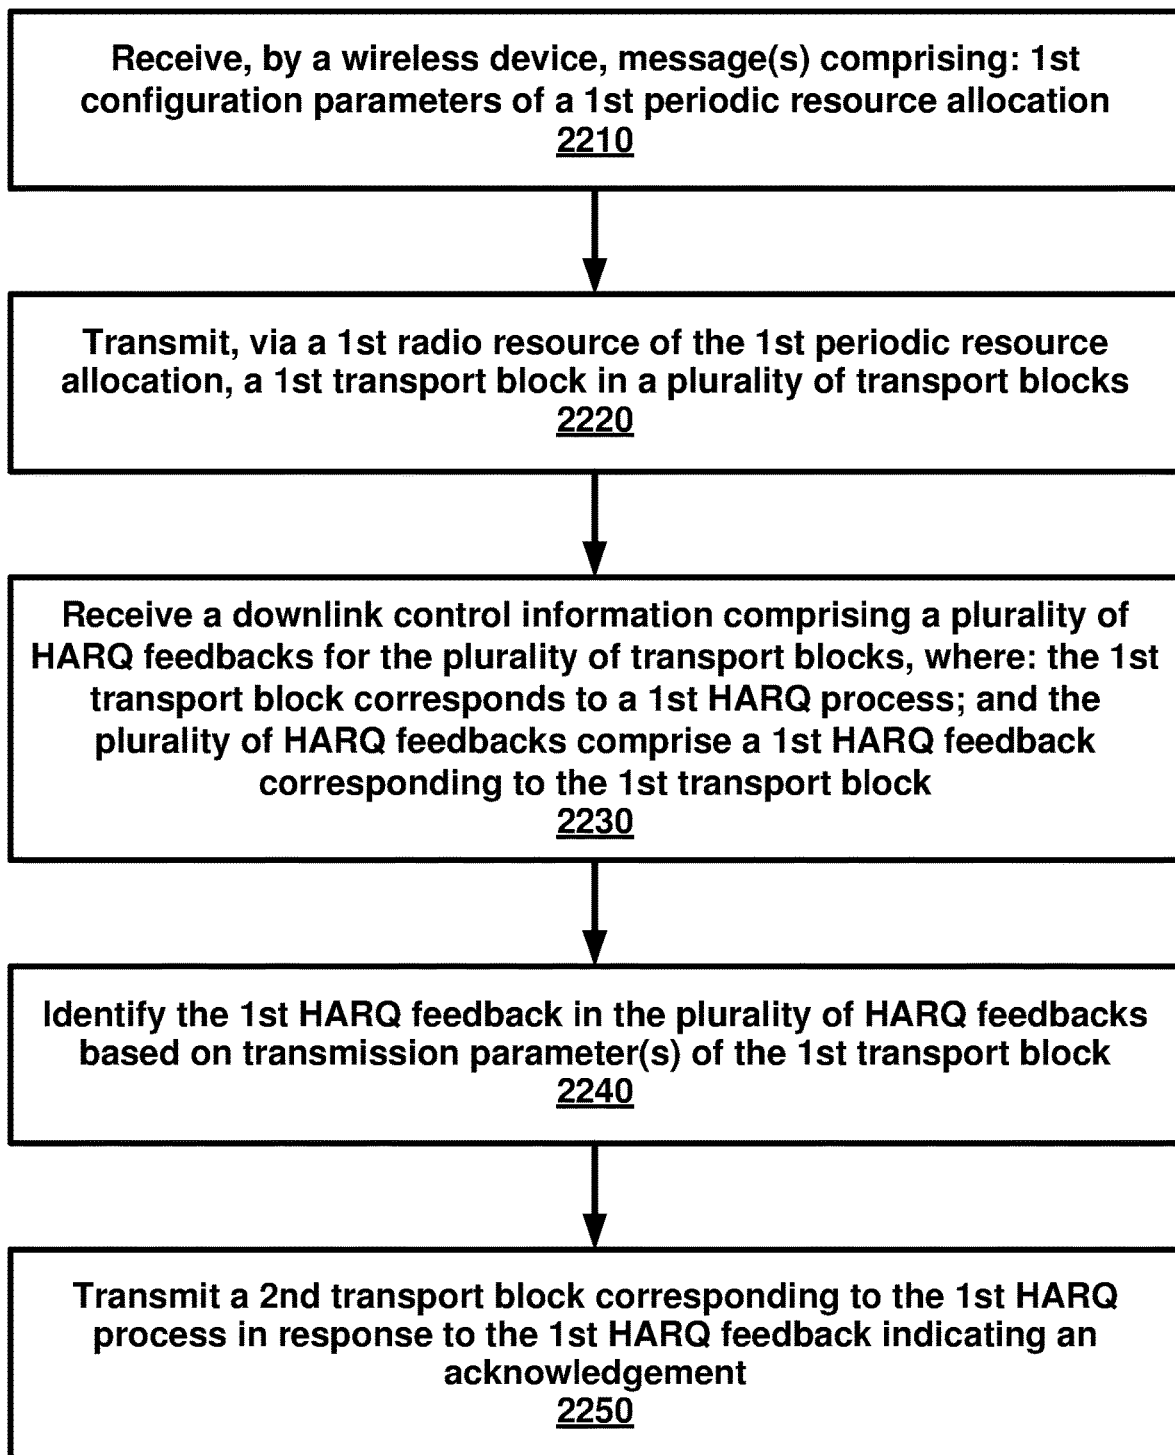 Receive, by a wireless device, message(s) comprising: 1st
configuration parameters of a 1st periodic resource allocation
2210
Transmit, via a 1st radio resource of the 1st periodic resource
allocation, a 1st transport block in a plurality of transport blocks
2220
Receive a downlink control information comprising a plurality of
HARQ feedbacks for the plurality of transport blocks, where: the 1st
transport block corresponds to a 1st HARQ process; and the
plurality of HARQ feedbacks comprise a 1st HARQ feedback
corresponding to the 1st transport block
2230
Identify the 1st HARQ feedback in the plurality of HARQ feedbacks
based on transmission parameter(s) of the 1st transport block
2240
Transmit a 2nd transport block corresponding to the 1st HARQ
process in response to the 1st HARQ feedback indicating an
acknowledgement
2250